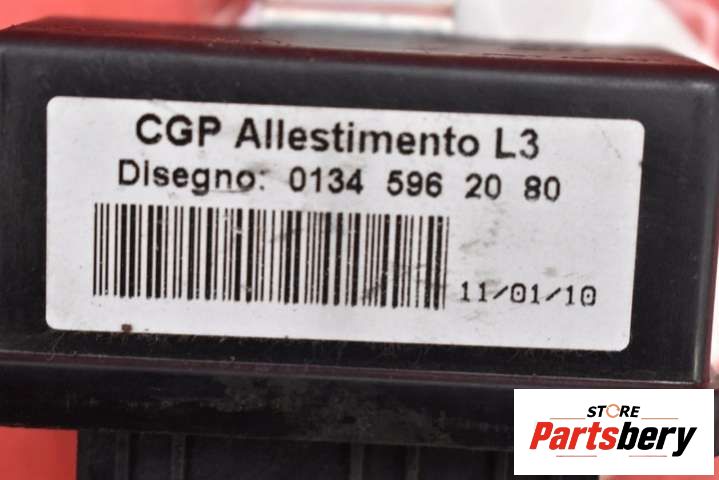 CGP Allestimento L3
Disegno: 0134 596 20 80
11/01/10
STORE
Partsbery